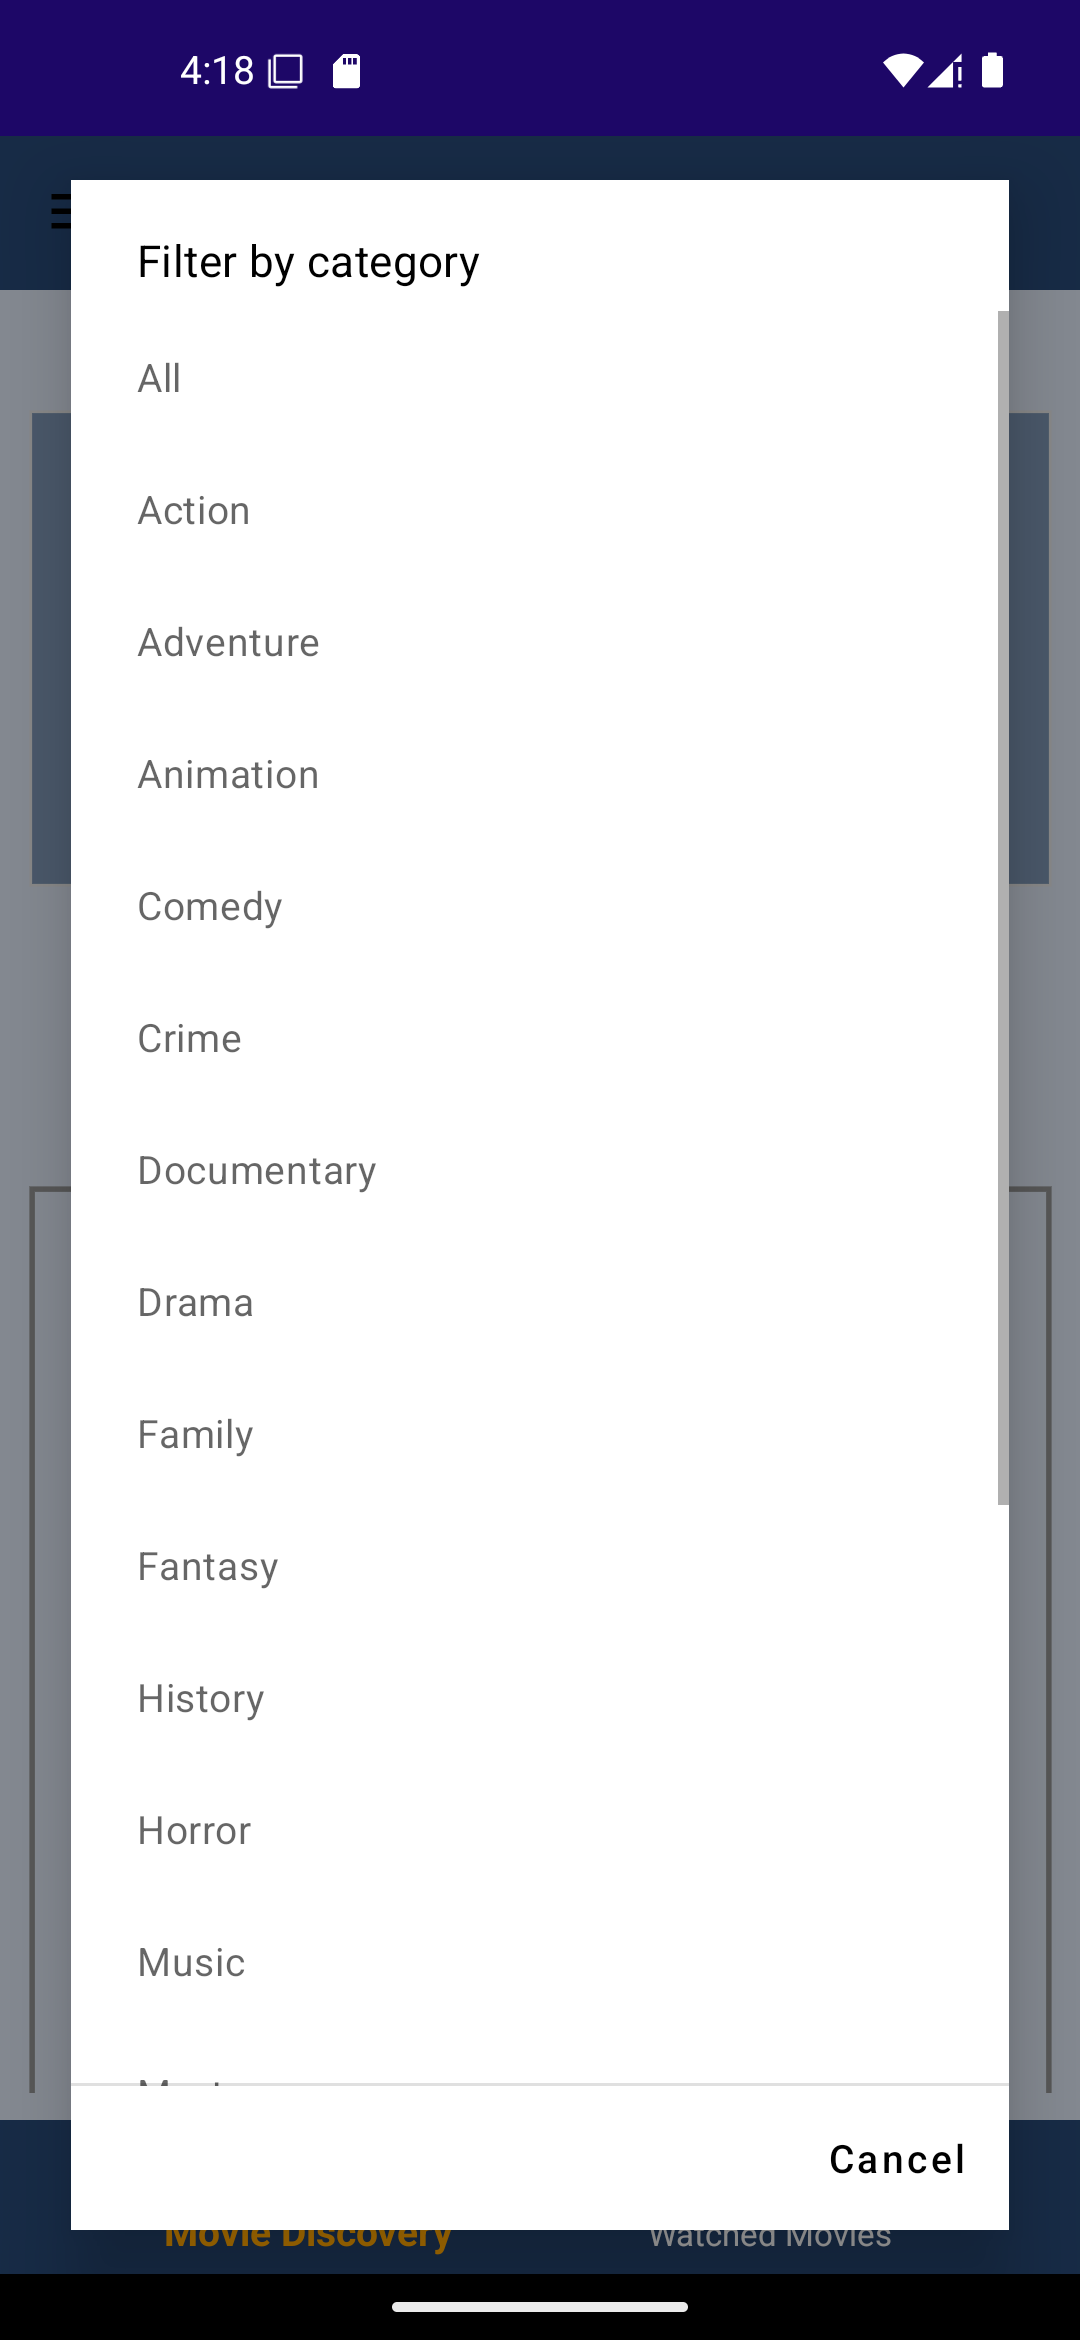 4:18
Filter by category
All
Action
Adventure
Animation
Comedy
Crime
Documentary
Drama
Family
Fantasy
History
Horror
Music
Cancel
Movie Discovery
Watched Movies